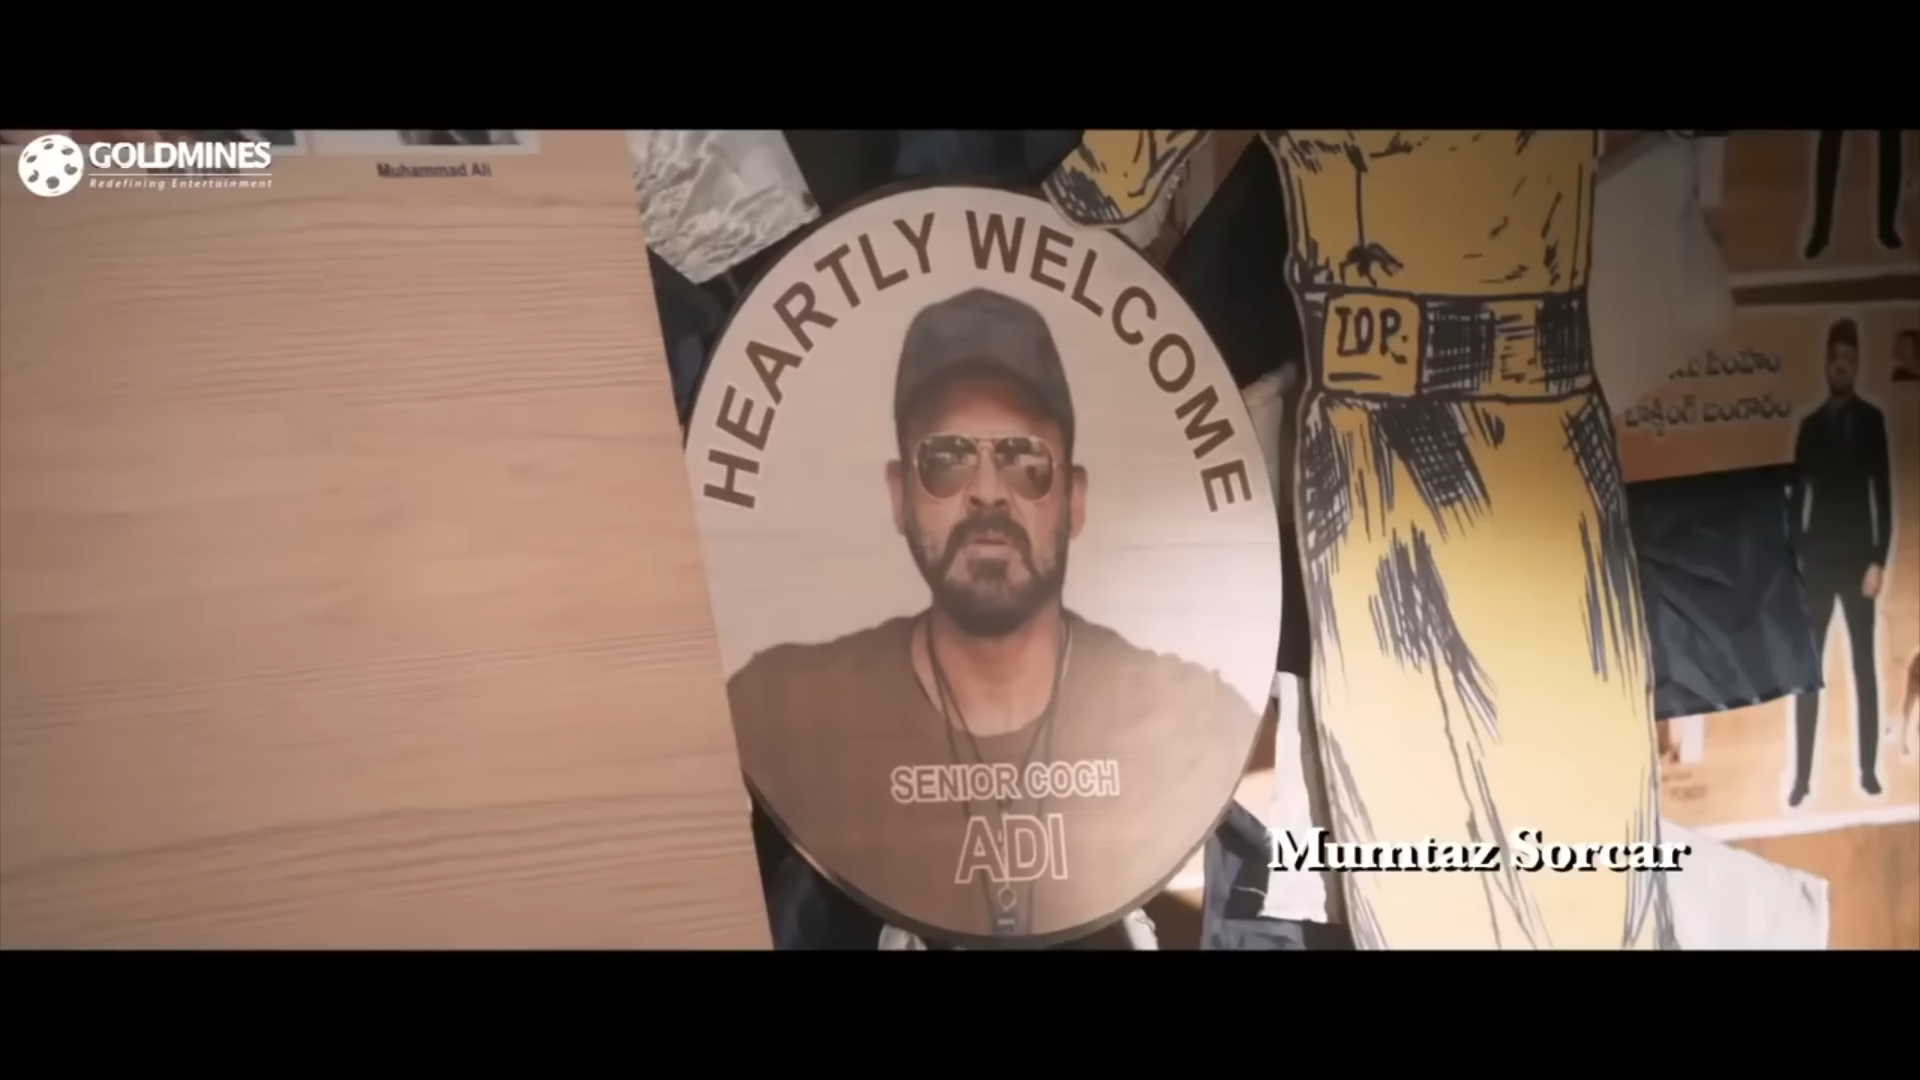 GOLDMINES
Redefining Entertainment
Muhammad Ali
HEARTLY WELCOME
TOP.
బాక్సింగ్ బంగారం
SENIOR COCH
ADI
Mumtaz Sorcar